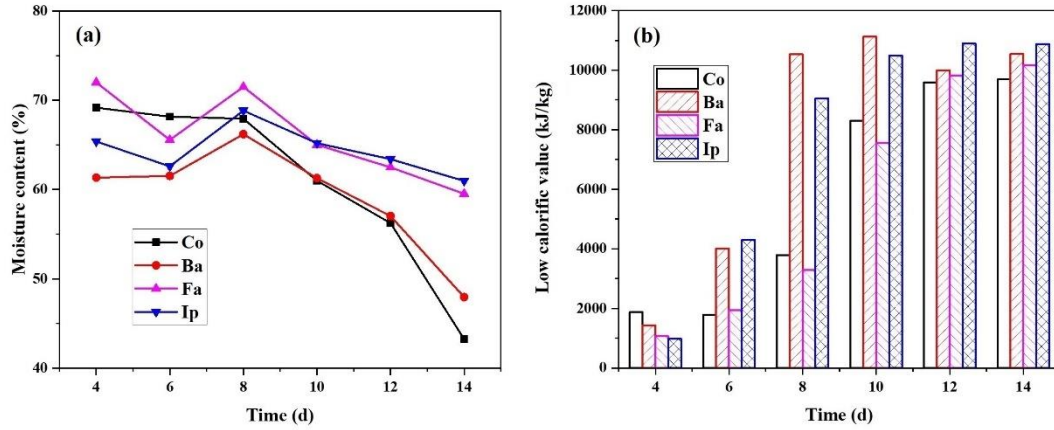 (a)
Moisture content (%)
80
70
60
50
40
Co
Ba
Fa
Ip
4 6 8 10 12 14
Time (d)
(b)
Low calorific value (kJ/kg)
12000
10000
8000
6000
4000
2000
0
Co
Ba
Fa
Ip
4 6 8 10 12 14
Time (d)